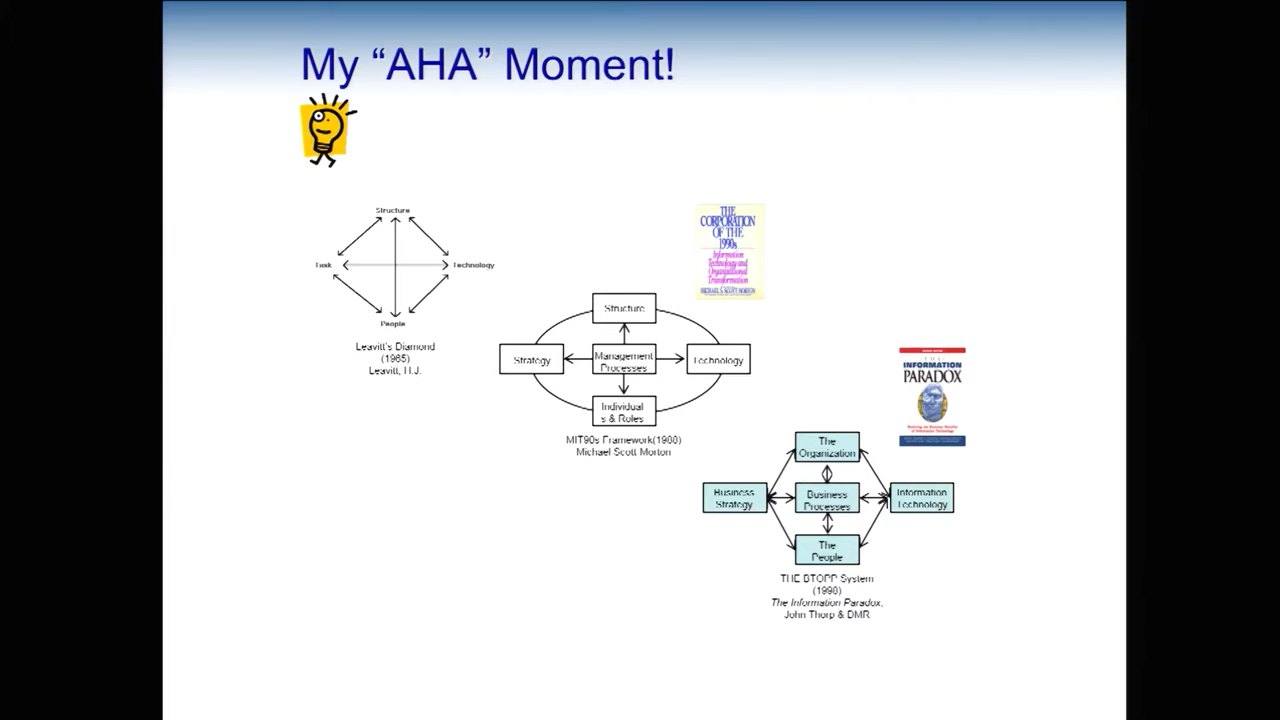 My “AHA” Moment!
Structure
Task
Technology
People
Leavitt's Diamond
(1965)
Leavitt, H.J.
THE
CORPORATION
OF THE
1990s
Information
Technology and
Organizational
Transformation
MICHAEL S. SCOTT MORTON
Structure
Strategy
Management
Processes
Technology
Individual
s & Roles
MIT90s Framework(1988)
Michael Scott Morton
THE
INFORMATION
PARADOX
The
Organization
Business
Strategy
Business
Processes
Information
Technology
The
People
THE BTOPP System
(1998)
The Information Paradox,
John Thorp & DMR